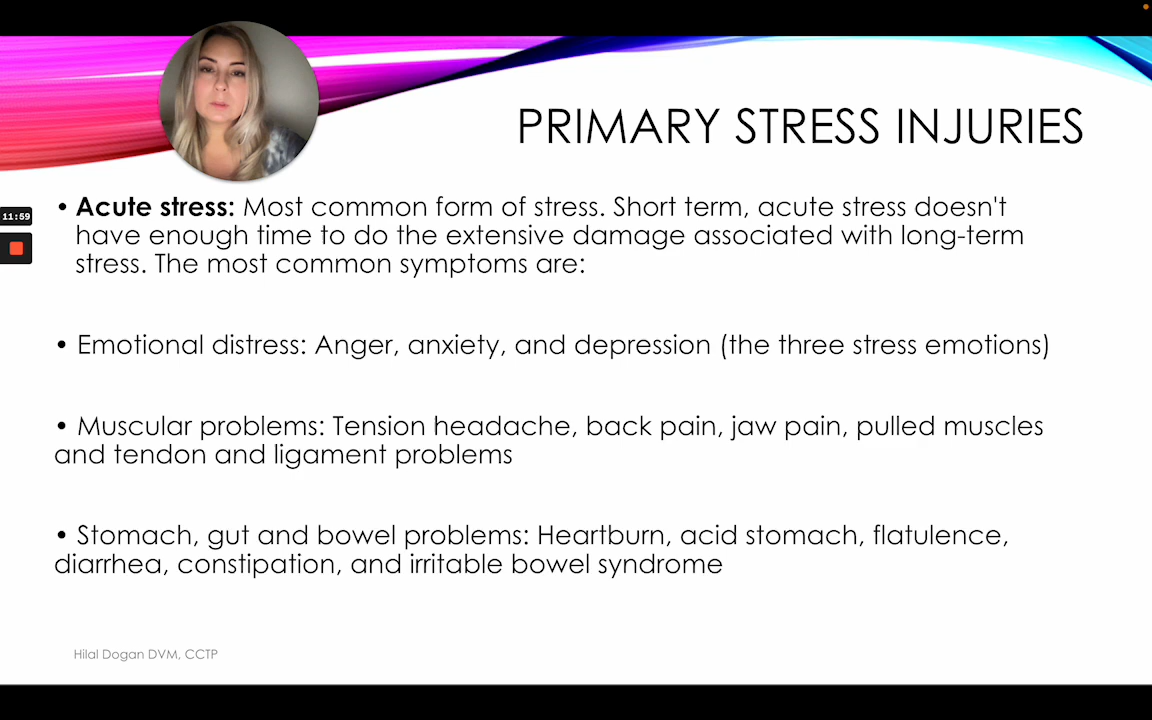 PRIMARY STRESS INJURIES
11:59
• Acute stress: Most common form of stress. Short term, acute stress doesn't
have enough time to do the extensive damage associated with long-term
stress. The most common symptoms are:
• Emotional distress: Anger, anxiety, and depression (the three stress emotions)
• Muscular problems: Tension headache, back pain, jaw pain, pulled muscles
and tendon and ligament problems
• Stomach, gut and bowel problems: Heartburn, acid stomach, flatulence,
diarrhea, constipation, and irritable bowel syndrome
Hilal Dogan DVM, CCTP